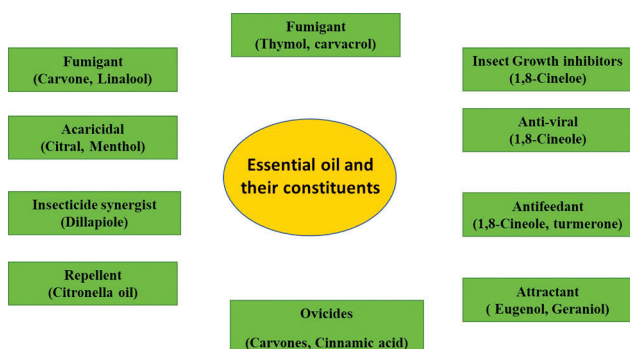 Fumigant
(Thymol, carvacrol)
Fumigant
(Carvone, Linalool)
Insect Growth inhibitors
(1,8-Cineloe)
Acaricidal
(Citral, Menthol)
Anti-viral
(1,8-Cineole)
Essential oil and
their constituents
Insecticide synergist
(Dillapiole)
Antifeedant
(1,8-Cineole, turmerone)
Repellent
(Citronella oil)
Attractant
( Eugenol, Geraniol)
Ovicides
(Carvones, Cinnamic acid)